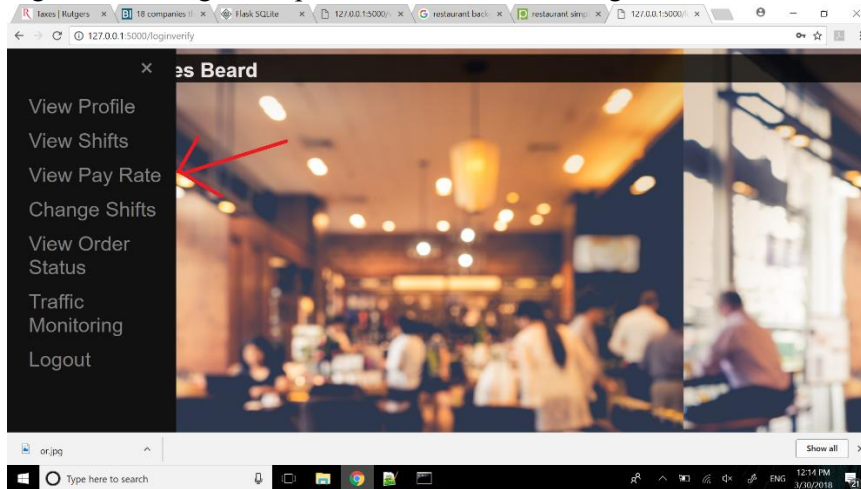 Taxes | Rutgers
18 companies th
Flask SQLite
127.0.0.1:5000/
restaurant back
restaurant simp
127.0.0.1:5000/l
127.0.0.1:5000/loginverify
es Beard
View Profile
View Shifts
View Pay Rate
Change Shifts
View Order
Status
Traffic
Monitoring
Logout
or.jpg
Show all
Type here to search
ENG
12:14 PM
3/30/2018
21